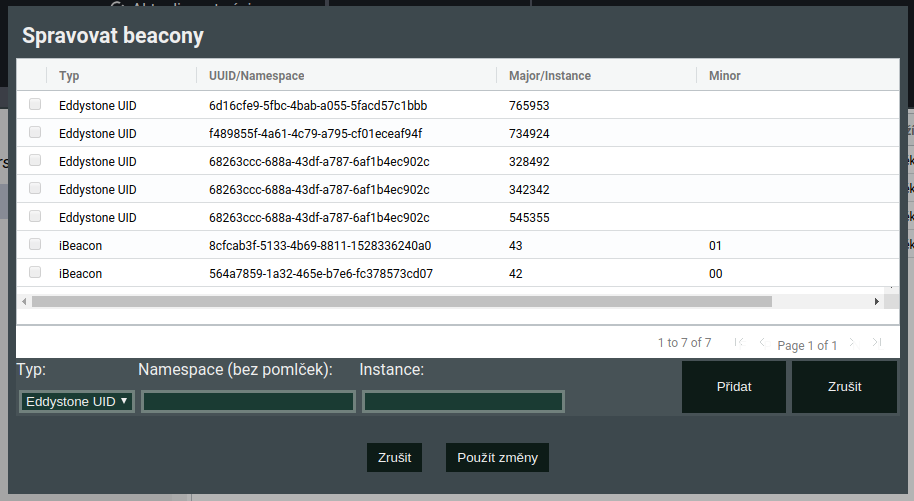 Spravovat beacony
Typ UUID/Namespace Major/Instance Minor
Eddystone UID 6d16cfe9-5fbc-4bab-a055-5facd57c1bbb 765953
Eddystone UID f489855f-4a61-4c79-a795-cf01eceaf94f 734924
Eddystone UID 68263ccc-688a-43df-a787-6af1b4ec902c 328492
Eddystone UID 68263ccc-688a-43df-a787-6af1b4ec902c 342342
Eddystone UID 68263ccc-688a-43df-a787-6af1b4ec902c 545355
iBeacon 8cfcab3f-5133-4b69-8811-1528336240a0 43 01
iBeacon 564a7859-1a32-465e-b7e6-fc378573cd07 42 00
1 to 7 of 7 Page 1 of 1
Typ: Namespace (bez pomlček): Instance:
Eddystone UID Přidat Zrušit
Zrušit Použít změny